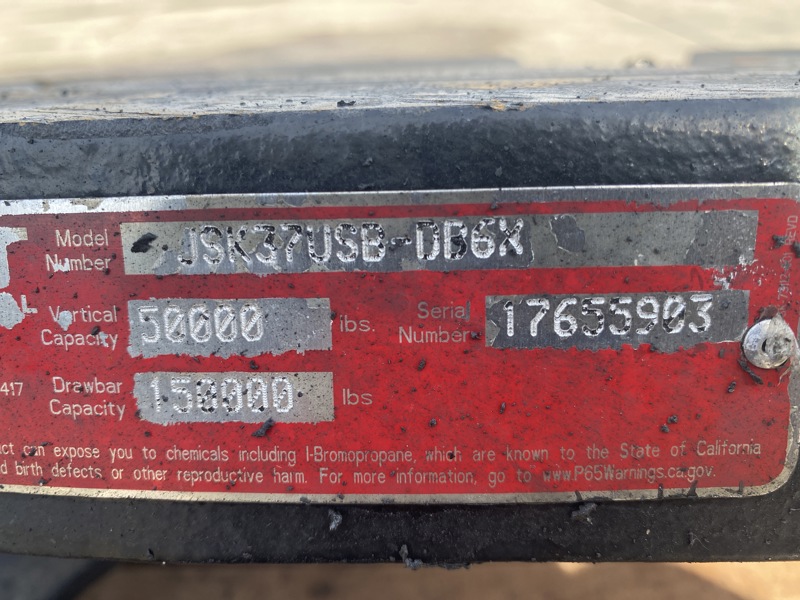 Model Number JSK37USB-DB6X
Vertical Capacity 50000 lbs.
Serial Number 17655903
417
Drawbar Capacity 150000 lbs
can expose you to chemicals including 1-Bromopropane, which are known to the State of California
birth defects or other reproductive harm. For more information, go to www.P65Warnings.ca.gov.